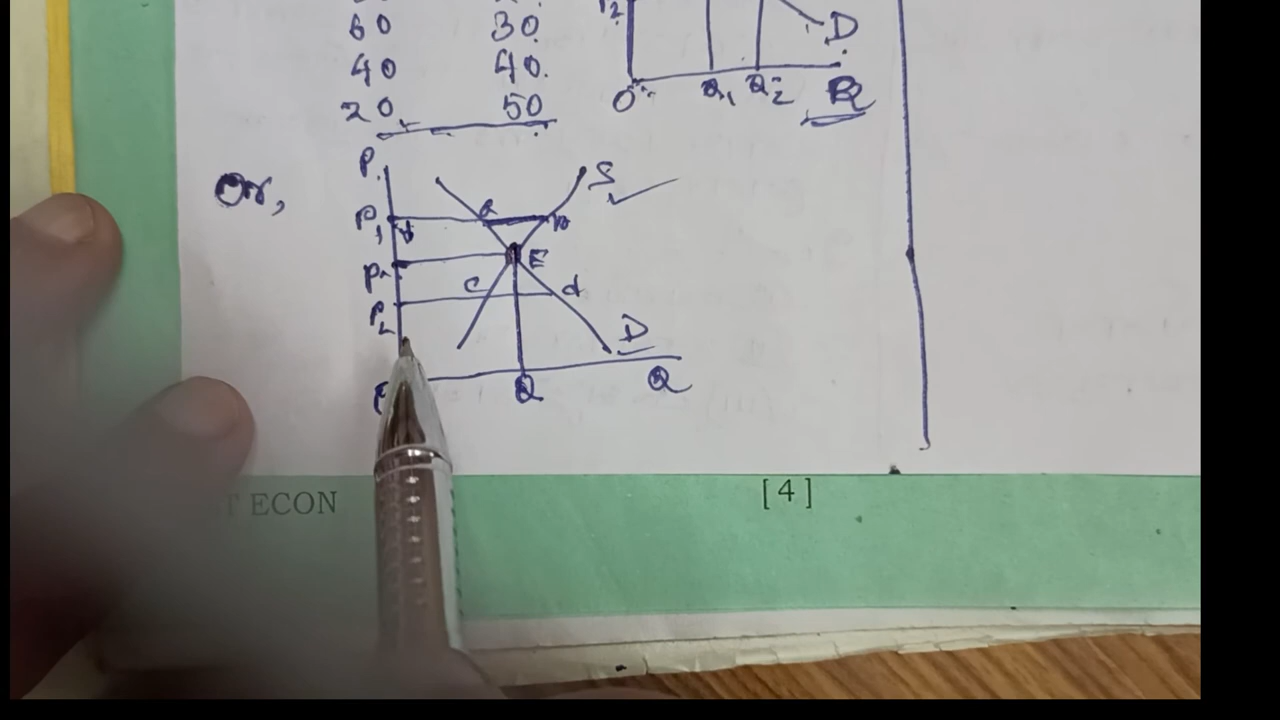 60 30.
40 40.
20. 50
D
O Q1 Q2
Or,
P
S
P1 a b
E
c d
P2
D
Q Q
T ECON [4]